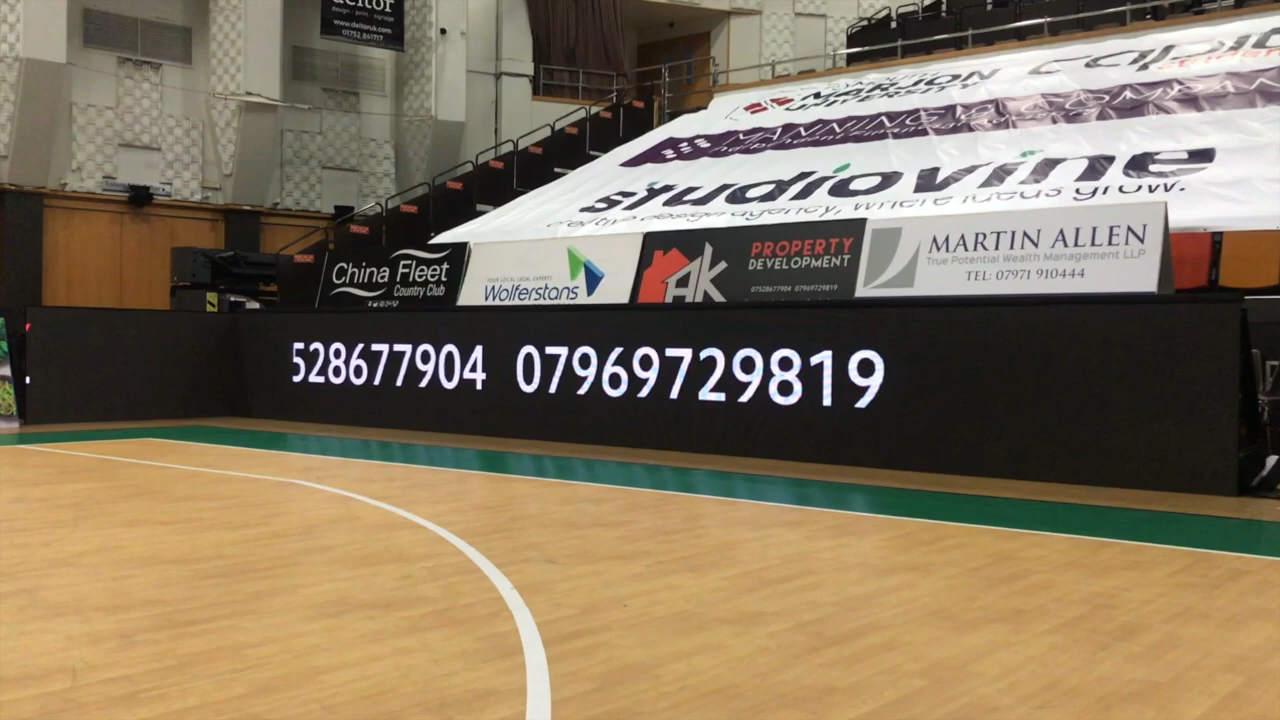 deltor
design - print - signage
www.deltoruk.com
01752 841717
MARJON
UNIVERSITY
MANNING & COMPANY
studiovine
creative design agency, where ideas grow.
China Fleet
Country Club
YOUR LOCAL LEGAL EXPERTS
Wolferstans
AK
PROPERTY
DEVELOPMENT
07528677904 07969729819
MARTIN ALLEN
True Potential Wealth Management LLP
TEL: 07971 910444
528677904 07969729819